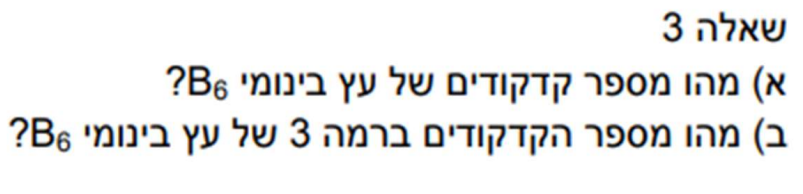 שאלה 3
א) מהו מספר קדקודים של עץ בינומי B₆?
ב) מהו מספר הקדקודים ברמה 3 של עץ בינומי B₆?